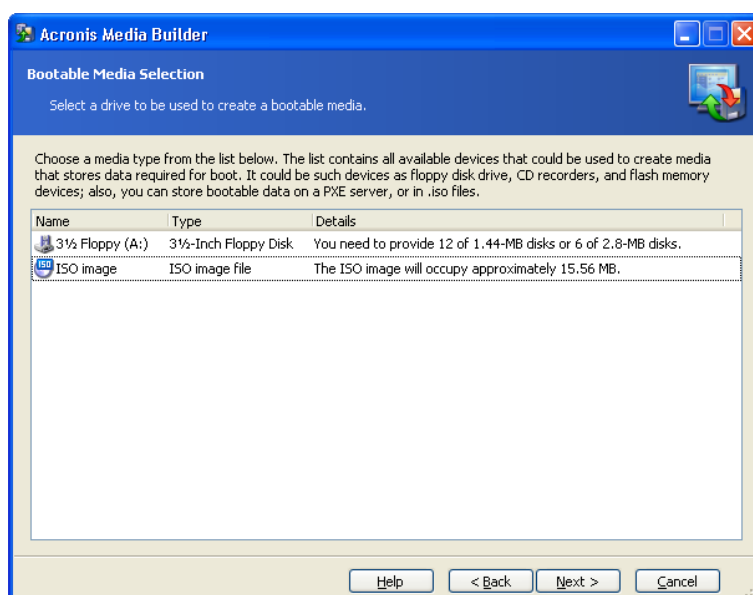 Acronis Media Builder
Bootable Media Selection
Select a drive to be used to create a bootable media.
Choose a media type from the list below. The list contains all available devices that could be used to create media
that stores data required for boot. It could be such devices as floppy disk drive, CD recorders, and flash memory
devices; also, you can store bootable data on a PXE server, or in .iso files.
Name Type Details
3½ Floppy (A:) 3½-Inch Floppy Disk You need to provide 12 of 1.44-MB disks or 6 of 2.8-MB disks.
ISO ISO image ISO image file The ISO image will occupy approximately 15.56 MB.
Help < Back Next > Cancel